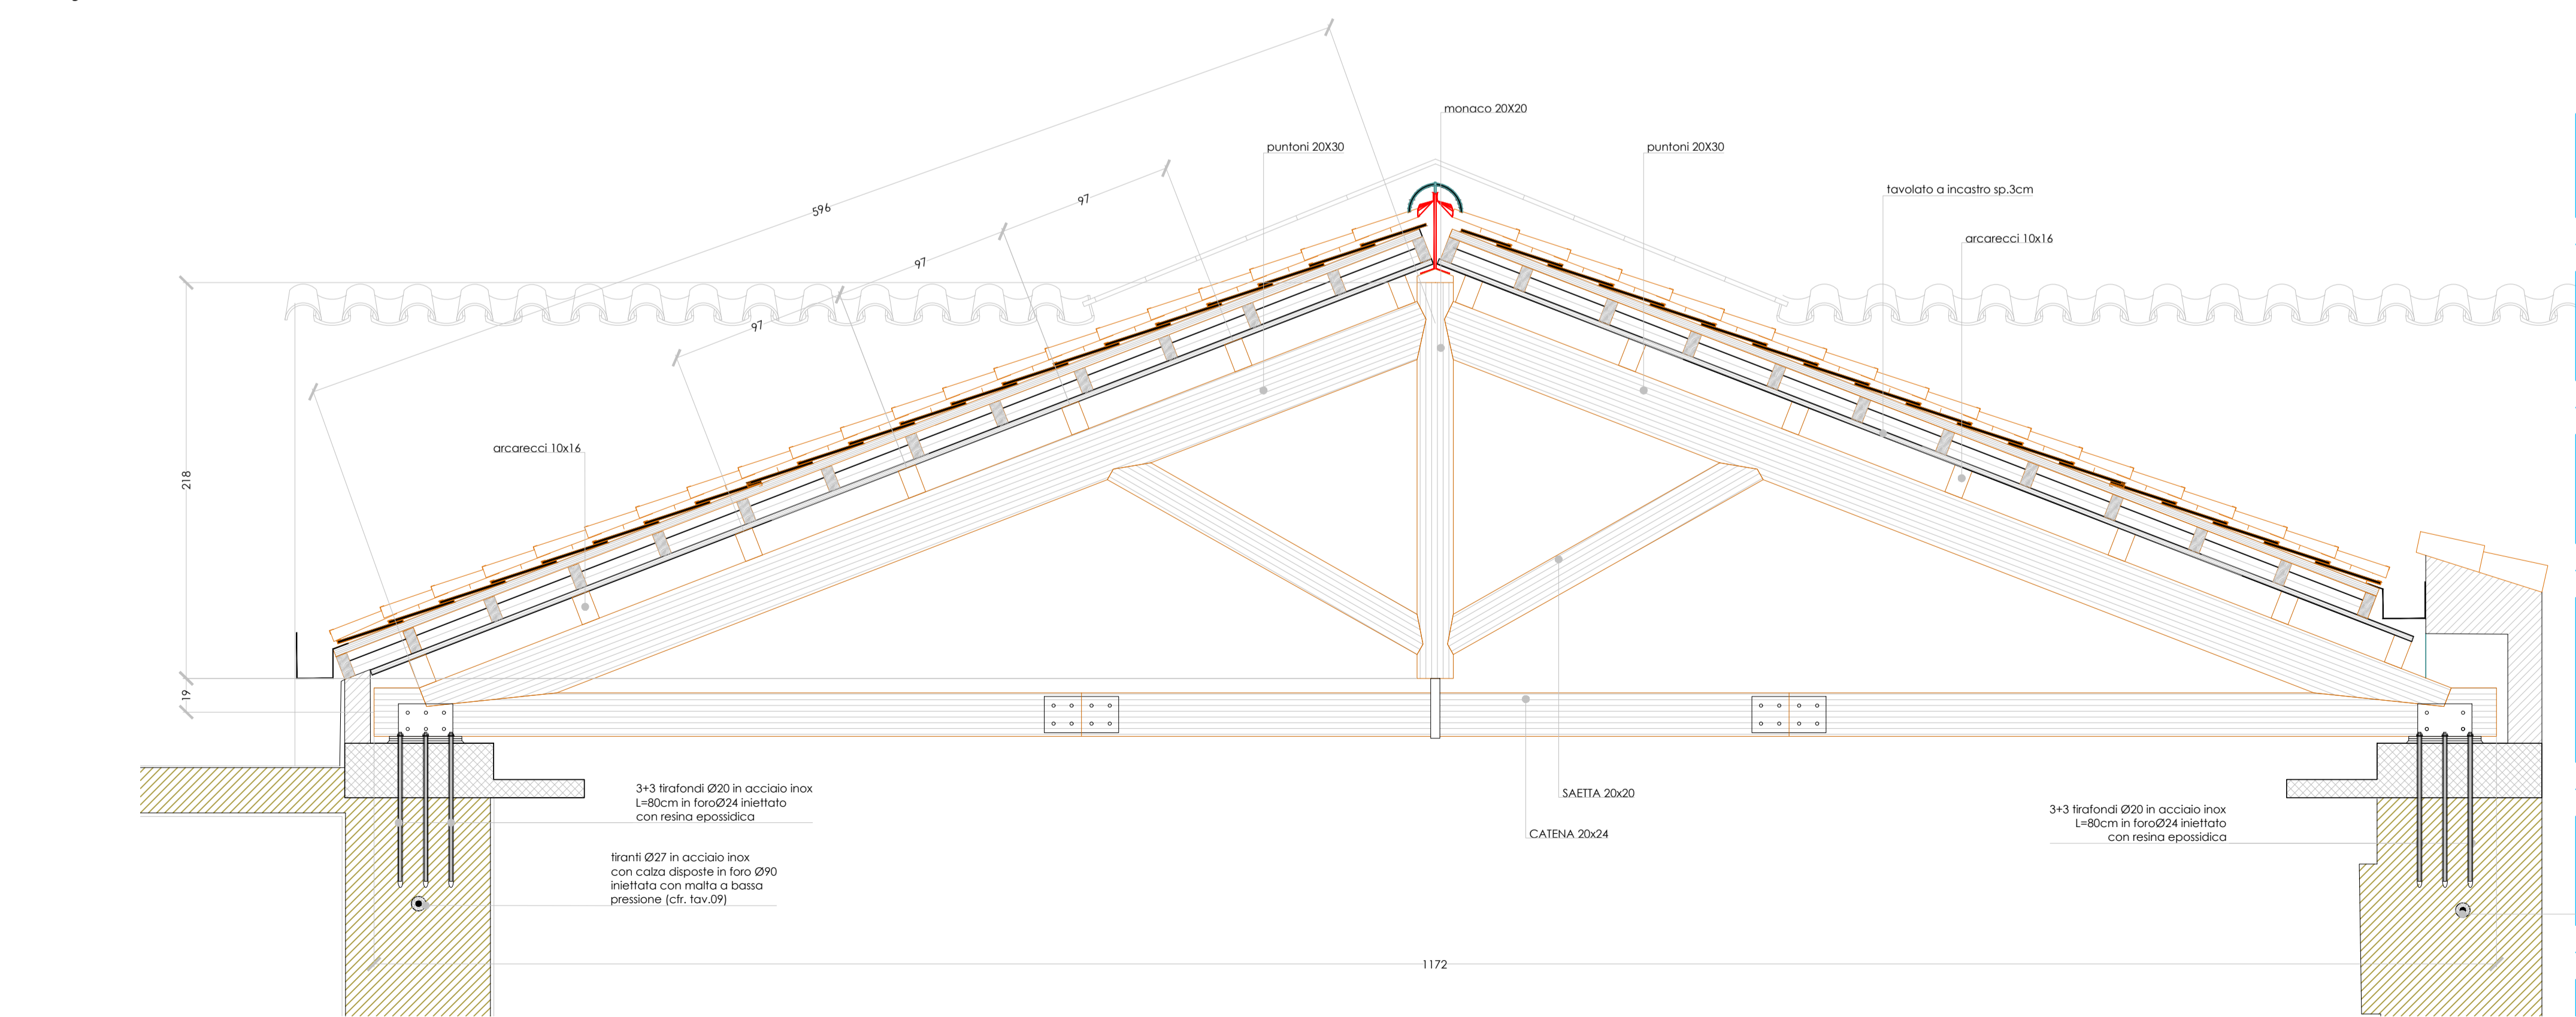 monaco 20X20
puntoni 20X30
puntoni 20X30
tavolato a incastro sp.3cm
arcarecci 10x16
596
97
97
97
arcarecci 10x16
218
19
3+3 tirafondi Ø20 in acciaio inox
L=80cm in foroØ24 iniettato
con resina epossidica
tiranti Ø27 in acciaio inox
con calza disposte in foro Ø90
iniettata con malta a bassa
pressione (cfr. tav.09)
SAETTA 20x20
CATENA 20x24
3+3 tirafondi Ø20 in acciaio inox
L=80cm in foroØ24 iniettato
con resina epossidica
1172